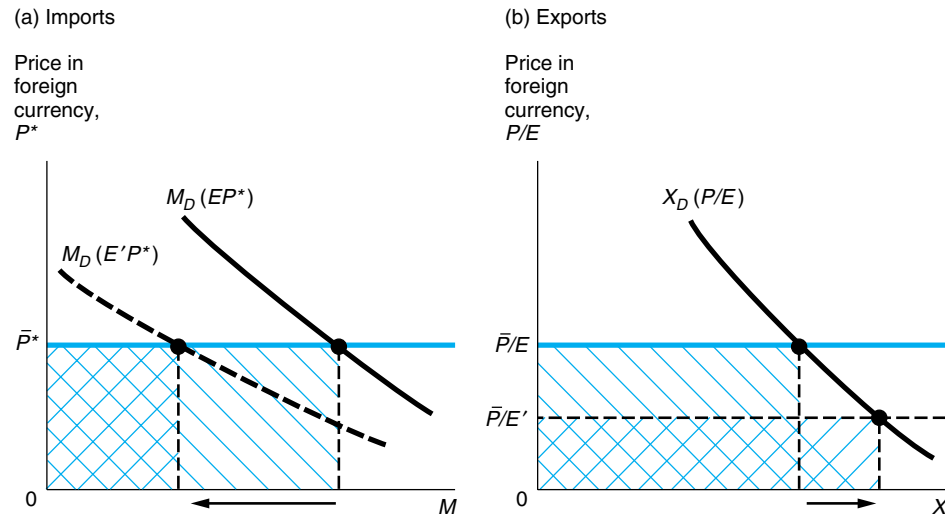 (a) Imports
Price in
foreign
currency,
P*
M_D (EP*)
M_D (E′P*)
P̄*
0
M
(b) Exports
Price in
foreign
currency,
P/E
X_D (P/E)
P̄/E
P̄/E′
0
X